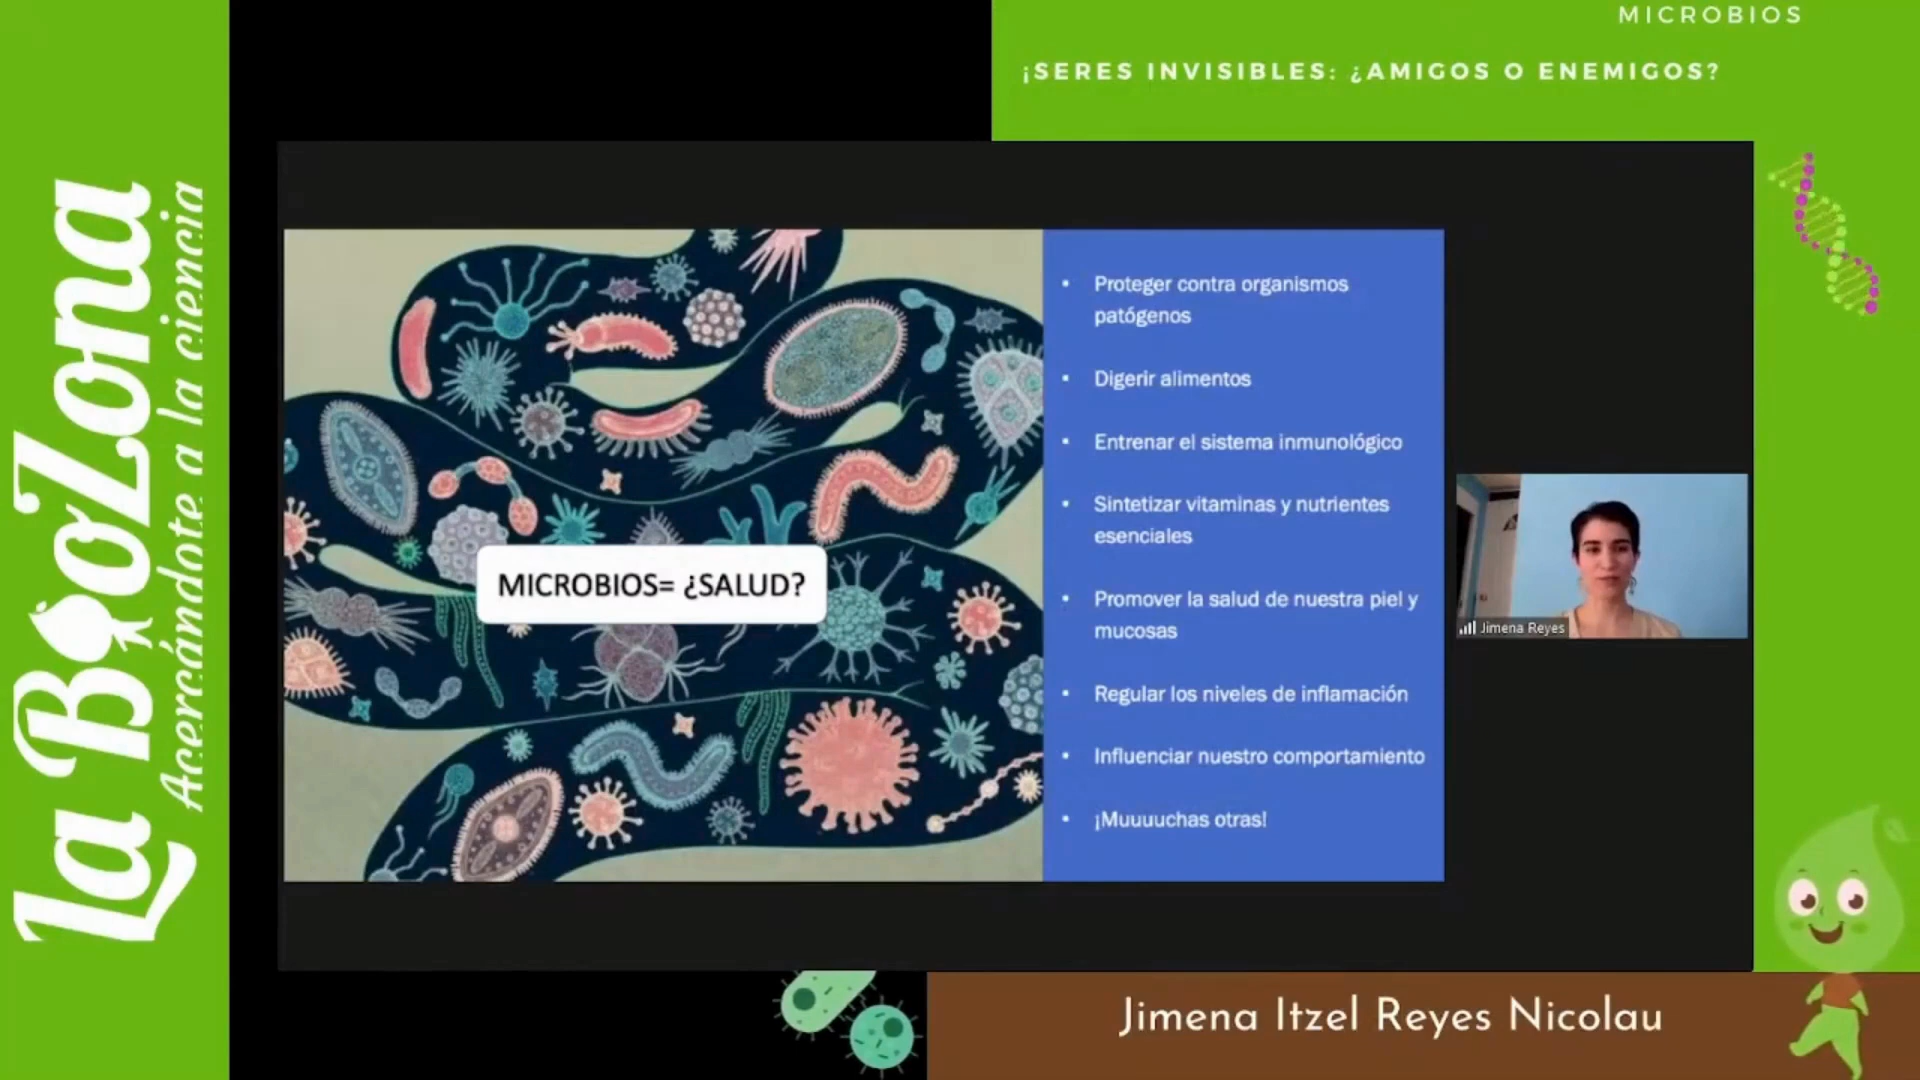 La BioZona
Acercándote a la ciencia
MICROBIOS
¡SERES INVISIBLES: ¿AMIGOS O ENEMIGOS?
MICROBIOS= ¿SALUD?
• Proteger contra organismos
patógenos
• Digerir alimentos
• Entrenar el sistema inmunológico
• Sintetizar vitaminas y nutrientes
esenciales
• Promover la salud de nuestra piel y
mucosas
• Regular los niveles de inflamación
• Influenciar nuestro comportamiento
• ¡Muuuuchas otras!
Jimena Reyes
Jimena Itzel Reyes Nicolau